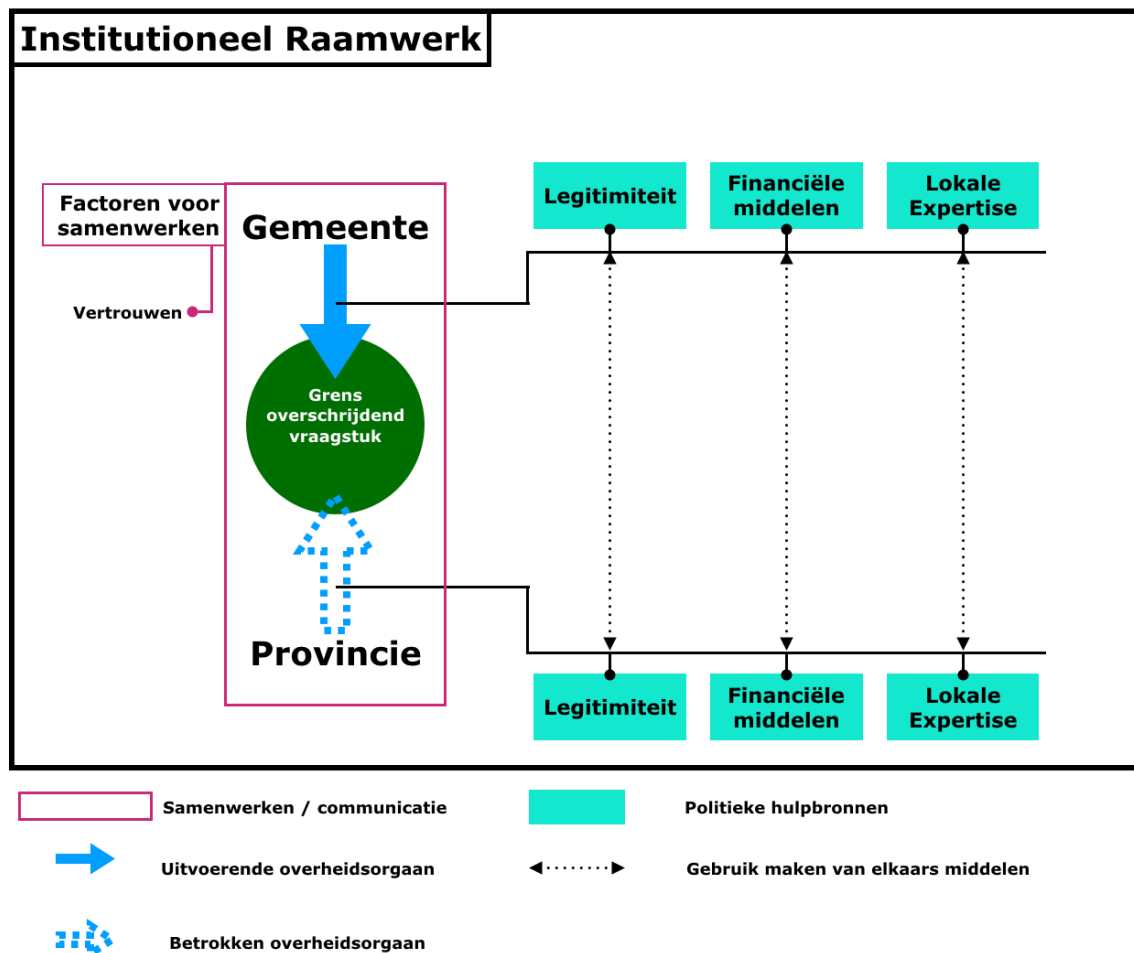 Institutioneel Raamwerk
Factoren voor
samenwerken
Vertrouwen
Gemeente
Grens
overschrijdend
vraagstuk
Provincie
Legitimiteit
Financiële
middelen
Lokale
Expertise
Legitimiteit
Financiële
middelen
Lokale
Expertise
Samenwerken / communicatie
Uitvoerende overheidsorgaan
Betrokken overheidsorgaan
Politieke hulpbronnen
Gebruik maken van elkaars middelen